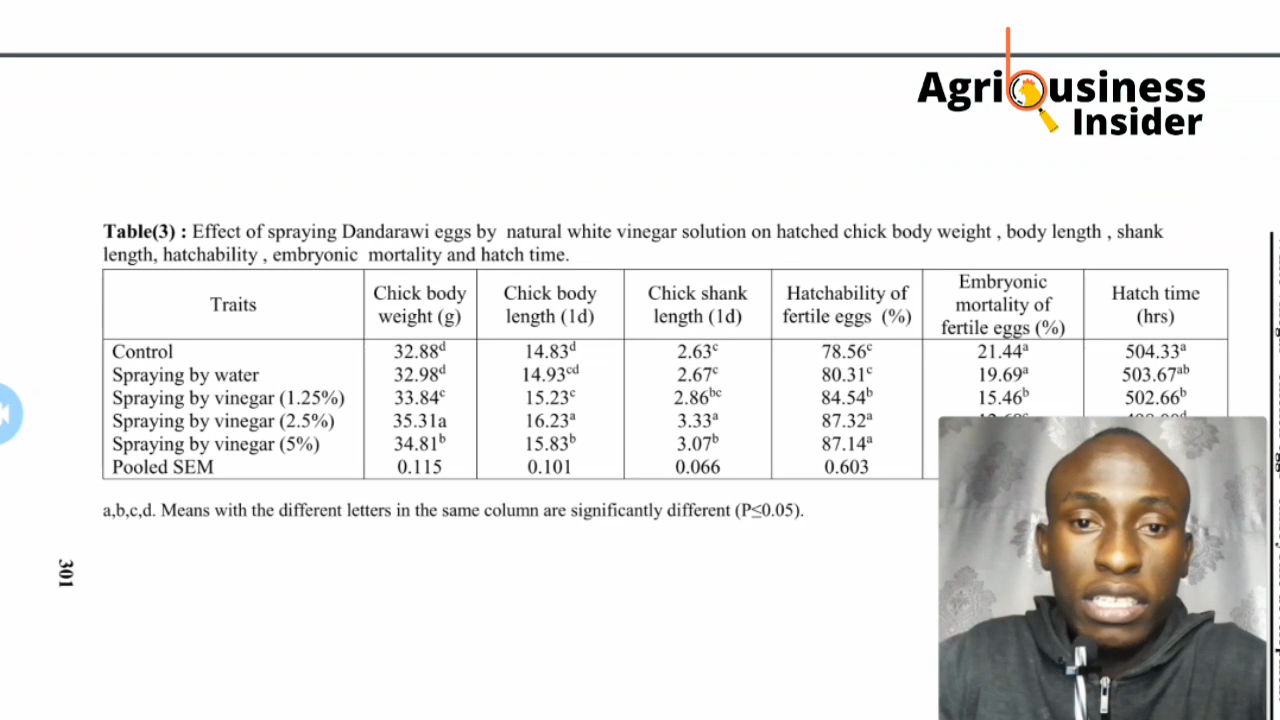 Agribusiness
Insider
Table(3) : Effect of spraying Dandarawi eggs by natural white vinegar solution on hatched chick body weight , body length , shank
length, hatchability , embryonic mortality and hatch time.
Traits Chick body weight (g) Chick body length (1d) Chick shank length (1d) Hatchability of fertile eggs (%) Embryonic mortality of fertile eggs (%) Hatch time (hrs)
Control 32.88d 14.83d 2.63c 78.56c 21.44a 504.33a
Spraying by water 32.98d 14.93cd 2.67c 80.31c 19.69a 503.67ab
Spraying by vinegar (1.25%) 33.84c 15.23c 2.86bc 84.54b 15.46b 502.66b
Spraying by vinegar (2.5%) 35.31a 16.23a 3.33a 87.32a
Spraying by vinegar (5%) 34.81b 15.83b 3.07b 87.14a
Pooled SEM 0.115 0.101 0.066 0.603
a,b,c,d. Means with the different letters in the same column are significantly different (P≤0.05).
301